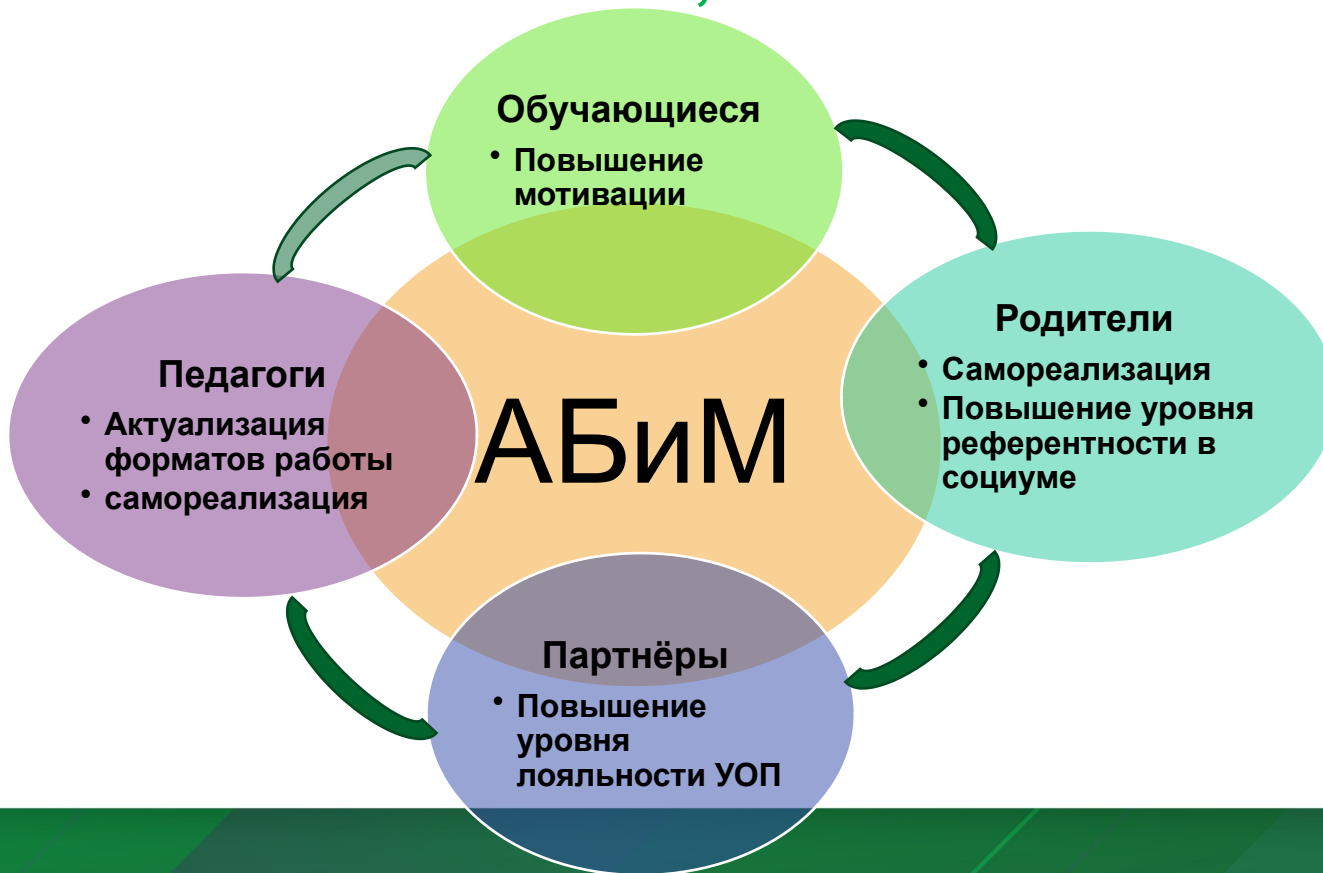 Обучающиеся
• Повышение
мотивации
Родители
• Самореализация
• Повышение уровня
референтности в
социуме
Педагоги
• Актуализация
форматов работы
• самореализация
АБиМ
Партнёры
• Повышение
уровня
лояльности УОП